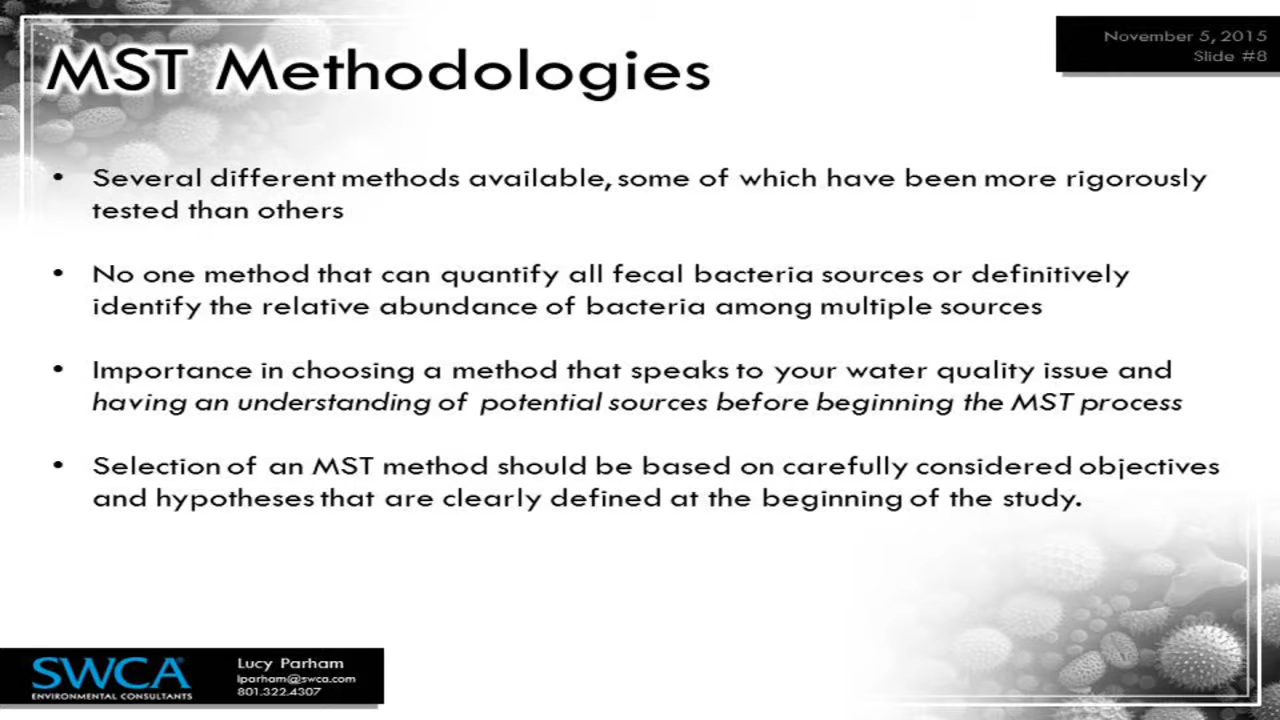 November 5, 2015
Slide #8
MST Methodologies
• Several different methods available, some of which have been more rigorously
tested than others
• No one method that can quantify all fecal bacteria sources or definitively
identify the relative abundance of bacteria among multiple sources
• Importance in choosing a method that speaks to your water quality issue and
having an understanding of potential sources before beginning the MST process
• Selection of an MST method should be based on carefully considered objectives
and hypotheses that are clearly defined at the beginning of the study.
SWCA®
ENVIRONMENTAL CONSULTANTS
Lucy Parham
lparham@swca.com
801.322.4307